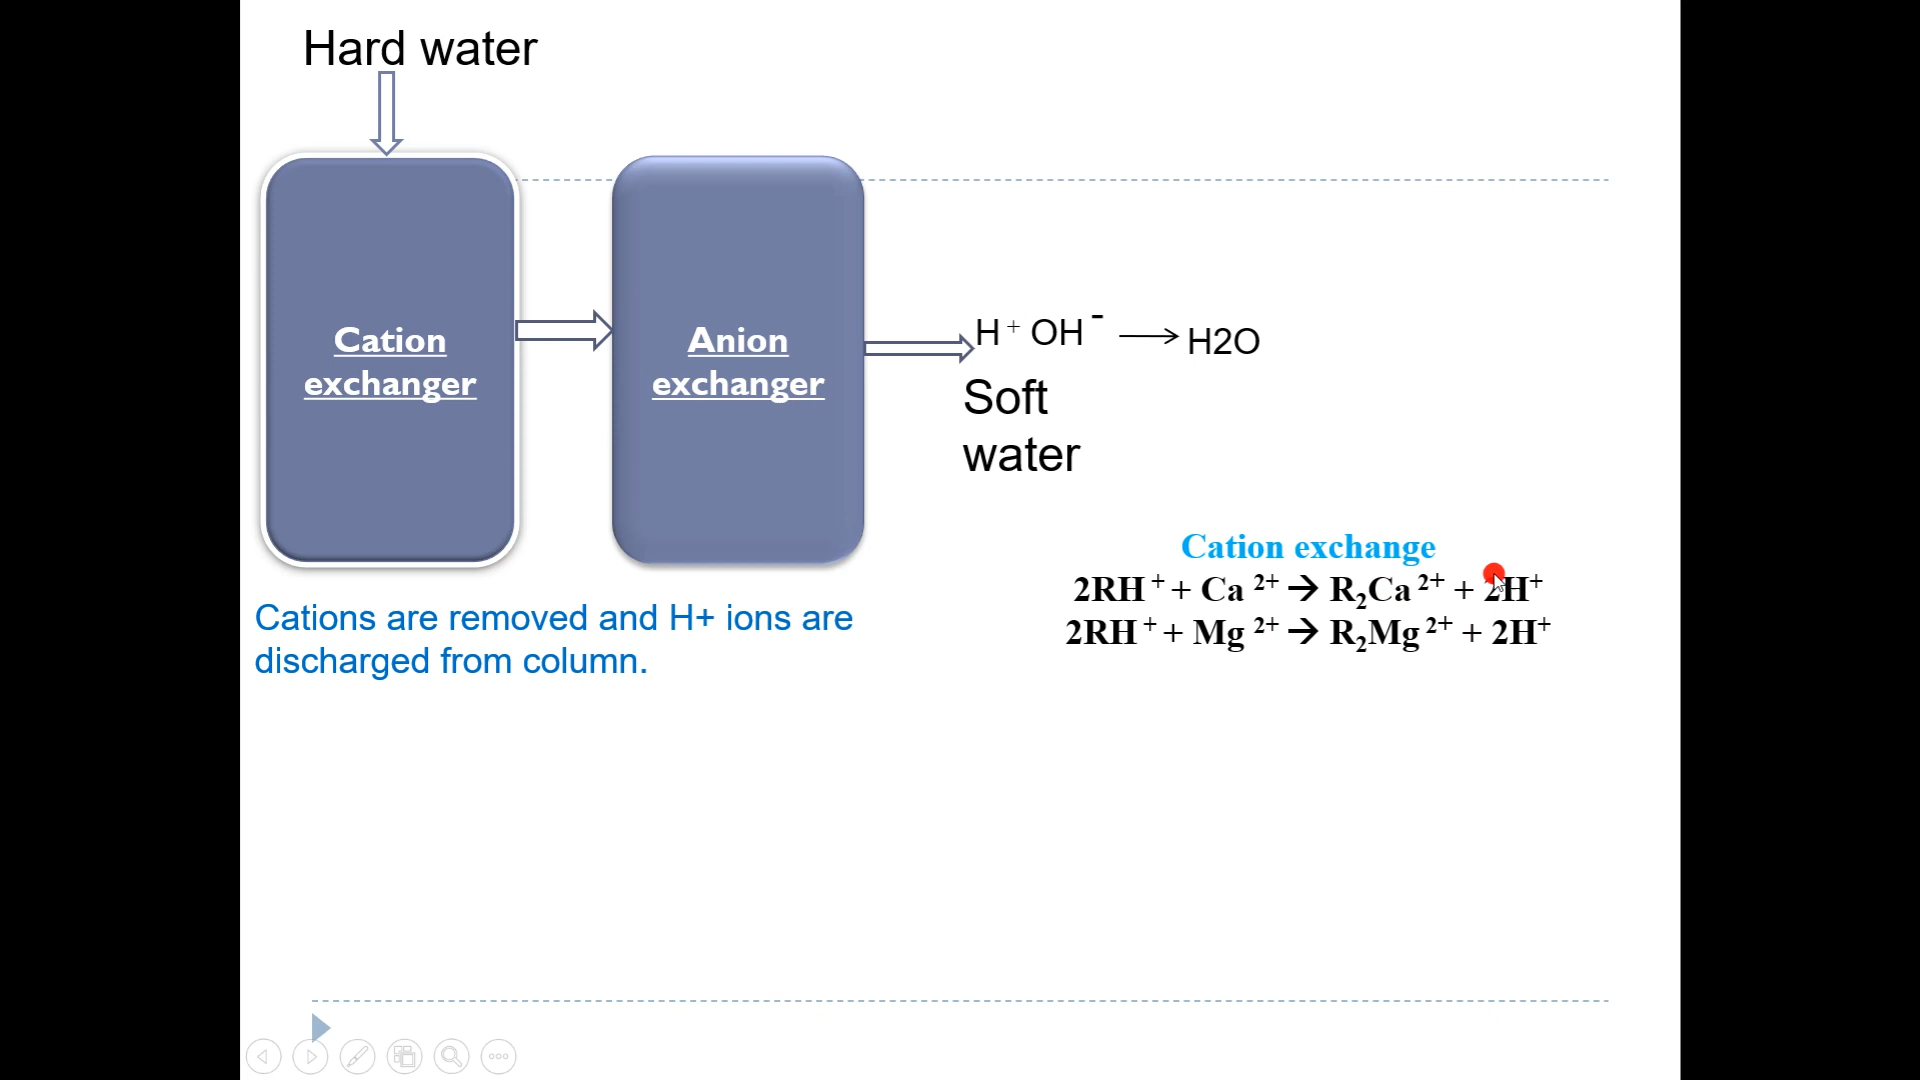 Hard water
Cation
exchanger
Anion
exchanger
H⁺ OH⁻ ⟶ H2O
Soft
water
Cation exchange
2RH⁺ + Ca ²⁺ → R₂Ca ²⁺ + 2H⁺
2RH⁺ + Mg ²⁺ → R₂Mg ²⁺ + 2H⁺
Cations are removed and H+ ions are
discharged from column.